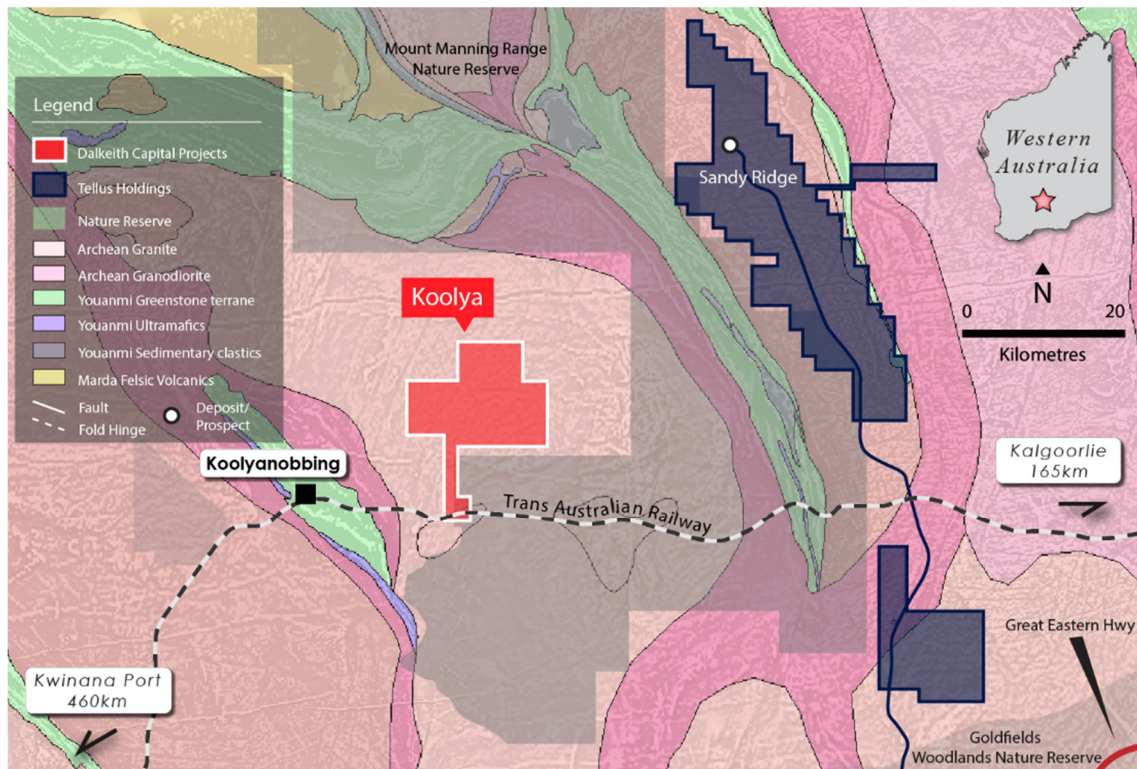 Mount Manning Range
Nature Reserve
Legend
Dalkeith Capital Projects
Tellus Holdings
Nature Reserve
Archean Granite
Archean Granodiorite
Youanmi Greenstone terrane
Youanmi Ultramafics
Youanmi Sedimentary clastics
Marda Felsic Volcanics
Fault
Fold Hinge
Deposit/
Prospect
Sandy Ridge
Western
Australia
N
0
20
Kilometres
Koolya
Koolyanobbing
Trans Australian Railway
Kalgoorlie
165km
Kwinana Port
460km
Great Eastern Hwy
Goldfields
Woodlands Nature Reserve